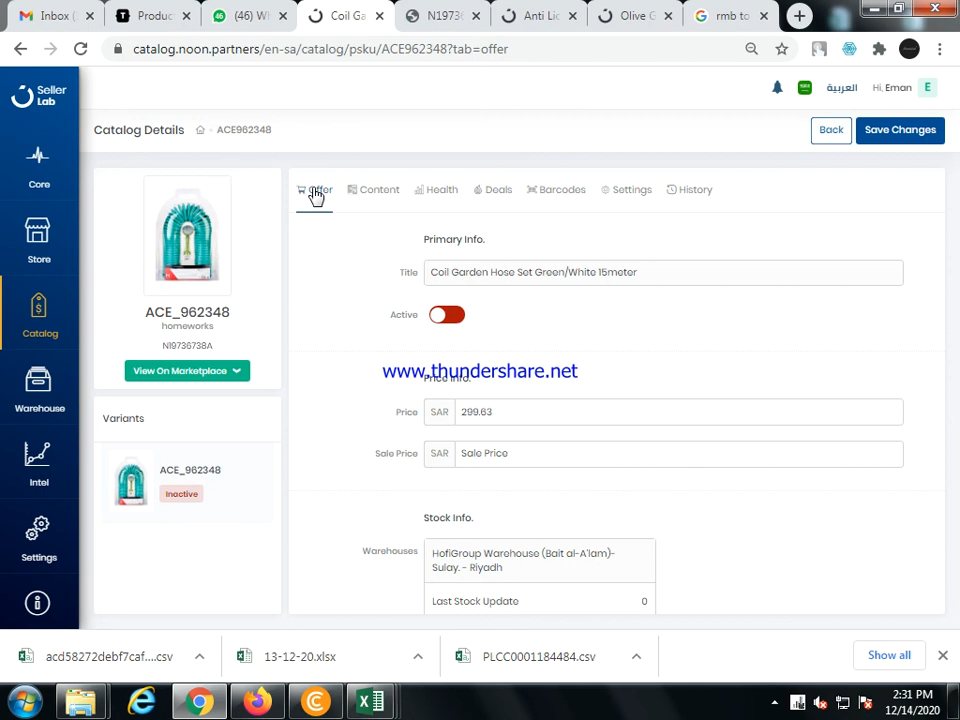 Inbox (
Produc
(46) W
Coil Ga
N1973
Anti Li
Olive G
rmb to
catalog.noon.partners/en-sa/catalog/psku/ACE962348?tab=offer
Seller
Lab
العربية
Hi, Eman
E
Catalog Details
ACE962348
Back
Save Changes
Core
Store
Catalog
Warehouse
Intel
Settings
Offer
Content
Health
Deals
Barcodes
Settings
History
ACE_962348
homeworks
N19736738A
View On Marketplace
Variants
ACE_962348
Inactive
Primary Info.
Title
Coil Garden Hose Set Green/White 15meter
Active
www.thundershare.net
Price Info.
Price
SAR
299.63
Sale Price
SAR
Sale Price
Stock Info.
Warehouses
HofiGroup Warehouse (Bait al-A'lam)-
Sulay. - Riyadh
Last Stock Update
0
acd58272debf7caf....csv
13-12-20.xlsx
PLCC0001184484.csv
Show all
2:31 PM
12/14/2020